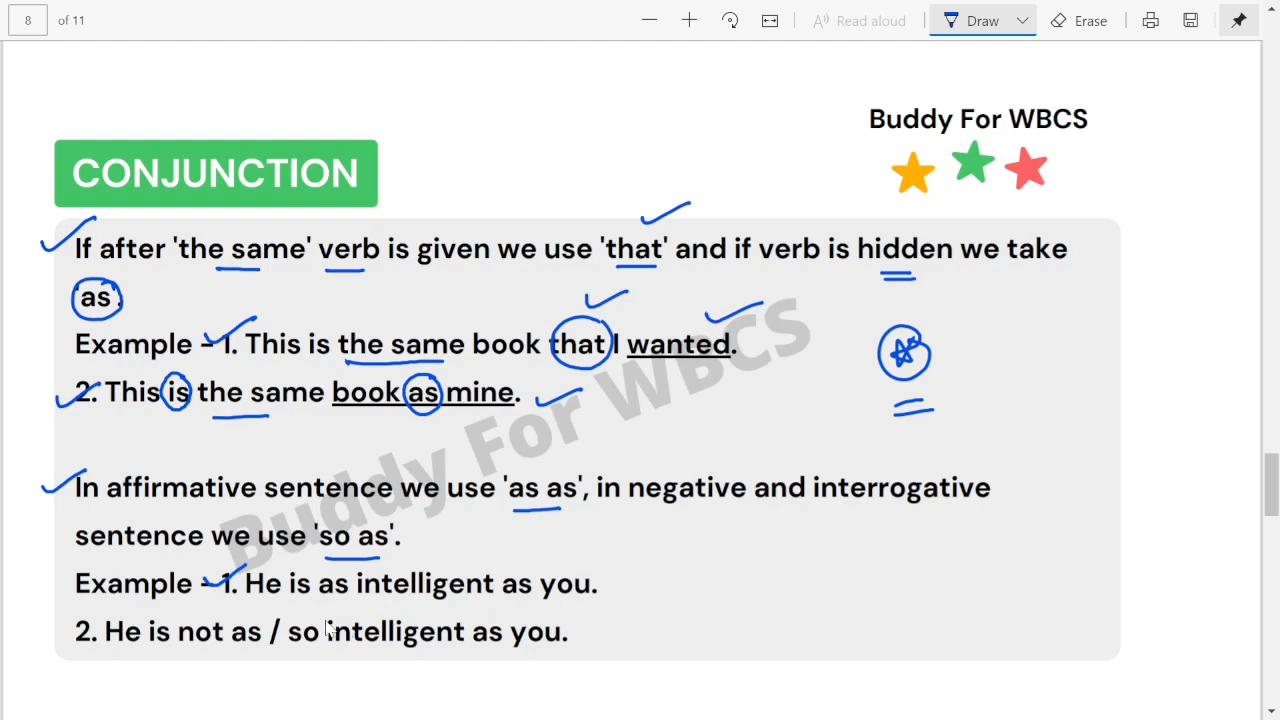 8 of 11 Read aloud Draw Erase
Buddy For WBCS
CONJUNCTION
If after 'the same' verb is given we use 'that' and if verb is hidden we take
'as'.
Example - 1. This is the same book that I wanted.
2. This is the same book as mine.
In affirmative sentence we use 'as as', in negative and interrogative
sentence we use 'so as'.
Example - 1. He is as intelligent as you.
2. He is not as / so intelligent as you.
Buddy For WBCS